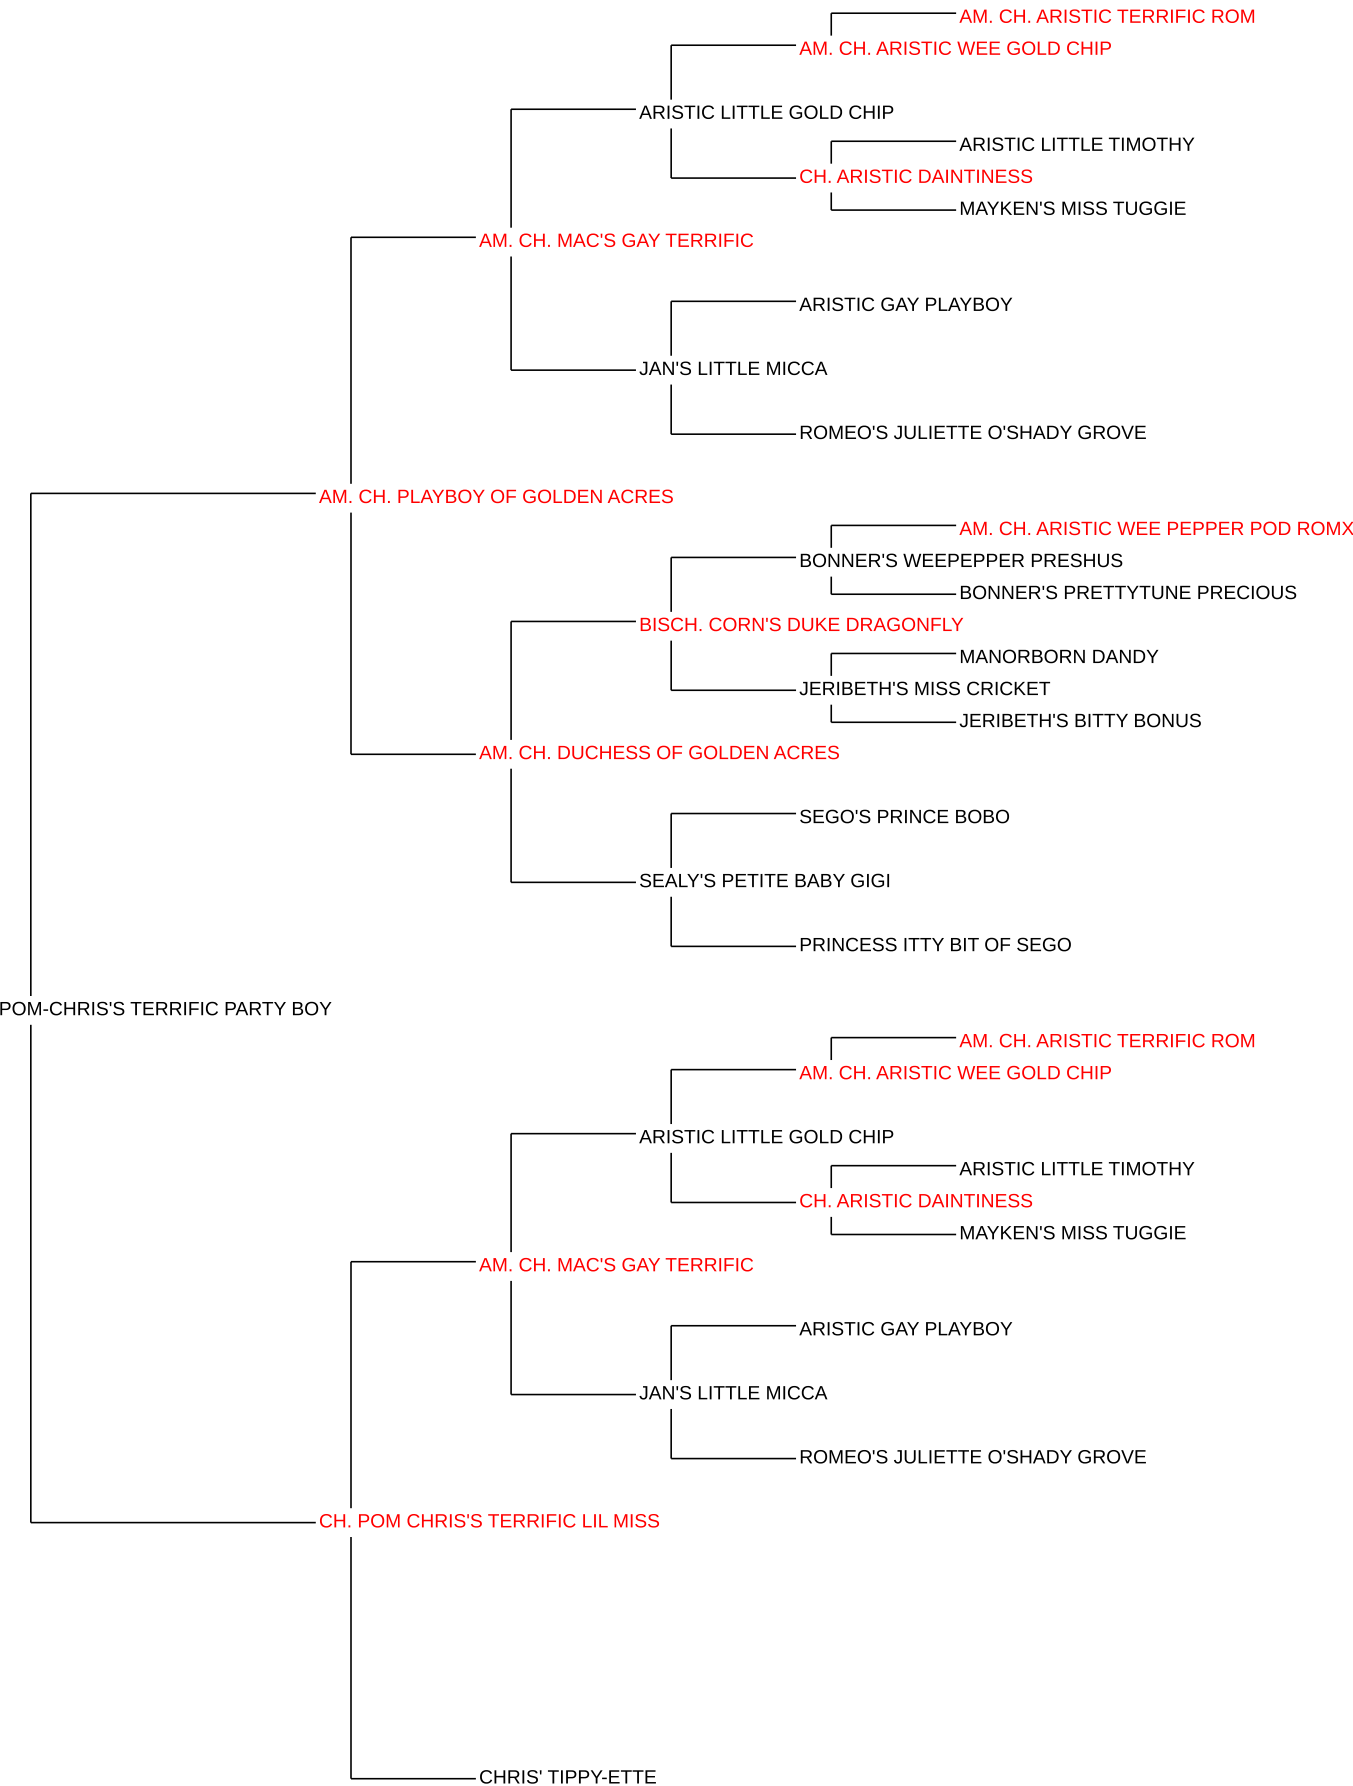 AM. CH. ARISTIC TERRIFIC ROM
AM. CH. ARISTIC WEE GOLD CHIP
ARISTIC LITTLE GOLD CHIP
ARISTIC LITTLE TIMOTHY
CH. ARISTIC DAINTINESS
MAYKEN'S MISS TUGGIE
AM. CH. MAC'S GAY TERRIFIC
ARISTIC GAY PLAYBOY
JAN'S LITTLE MICCA
ROMEO'S JULIETTE O'SHADY GROVE
AM. CH. PLAYBOY OF GOLDEN ACRES
AM. CH. ARISTIC WEE PEPPER POD ROMX
BONNER'S WEEPEPPER PRESHUS
BONNER'S PRETTYTUNE PRECIOUS
BISCH. CORN'S DUKE DRAGONFLY
MANORBORN DANDY
JERIBETH'S MISS CRICKET
JERIBETH'S BITTY BONUS
AM. CH. DUCHESS OF GOLDEN ACRES
SEGO'S PRINCE BOBO
SEALY'S PETITE BABY GIGI
PRINCESS ITTY BIT OF SEGO
POM-CHRIS'S TERRIFIC PARTY BOY
AM. CH. ARISTIC TERRIFIC ROM
AM. CH. ARISTIC WEE GOLD CHIP
ARISTIC LITTLE GOLD CHIP
ARISTIC LITTLE TIMOTHY
CH. ARISTIC DAINTINESS
MAYKEN'S MISS TUGGIE
AM. CH. MAC'S GAY TERRIFIC
ARISTIC GAY PLAYBOY
JAN'S LITTLE MICCA
ROMEO'S JULIETTE O'SHADY GROVE
CH. POM CHRIS'S TERRIFIC LIL MISS
CHRIS' TIPPY-ETTE